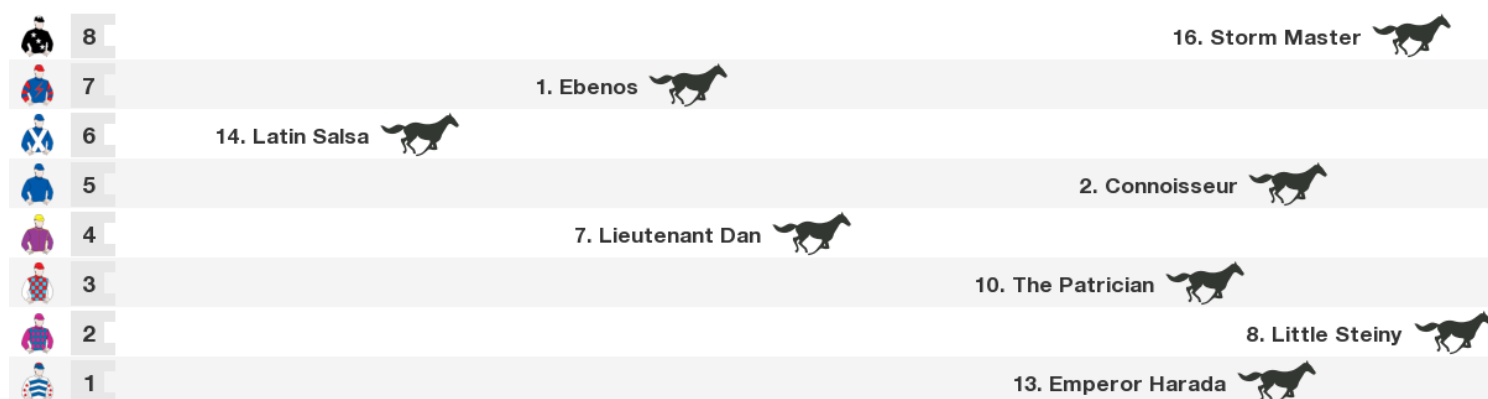 8 16. Storm Master
7 1. Ebenos
6 14. Latin Salsa
5 2. Connoisseur
4 7. Lieutenant Dan
3 10. The Patrician
2 8. Little Steiny
1 13. Emperor Harada